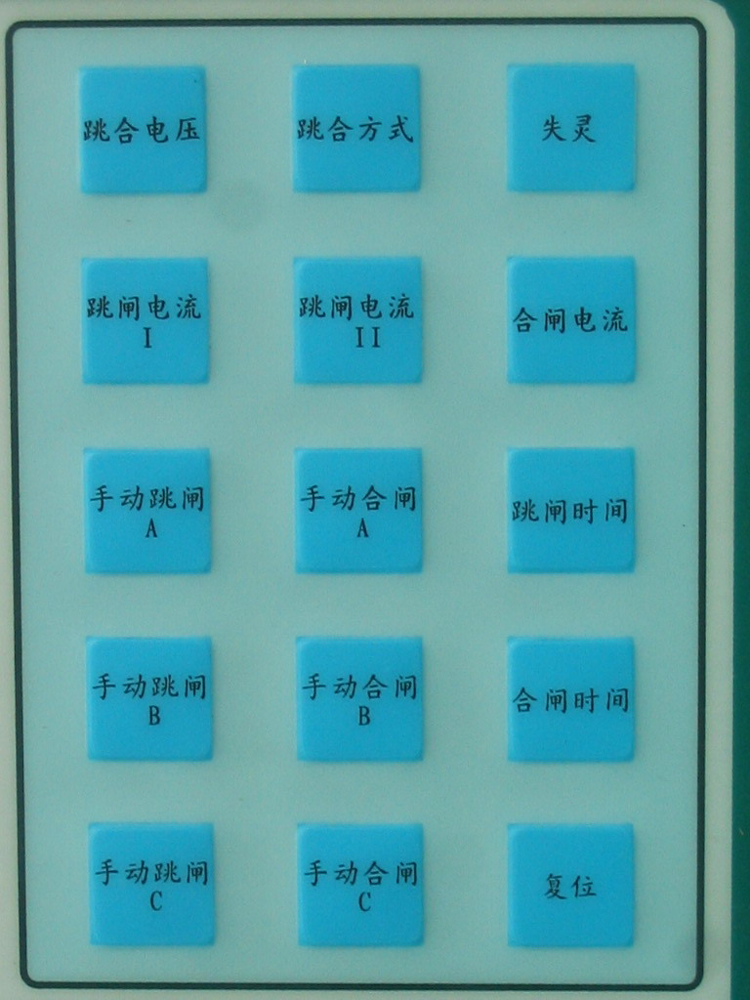 跳合电压
跳合方式
失灵
跳闸电流
I
跳闸电流
II
合闸电流
手动跳闸
A
手动合闸
A
跳闸时间
手动跳闸
B
手动合闸
B
合闸时间
手动跳闸
C
手动合闸
C
复位